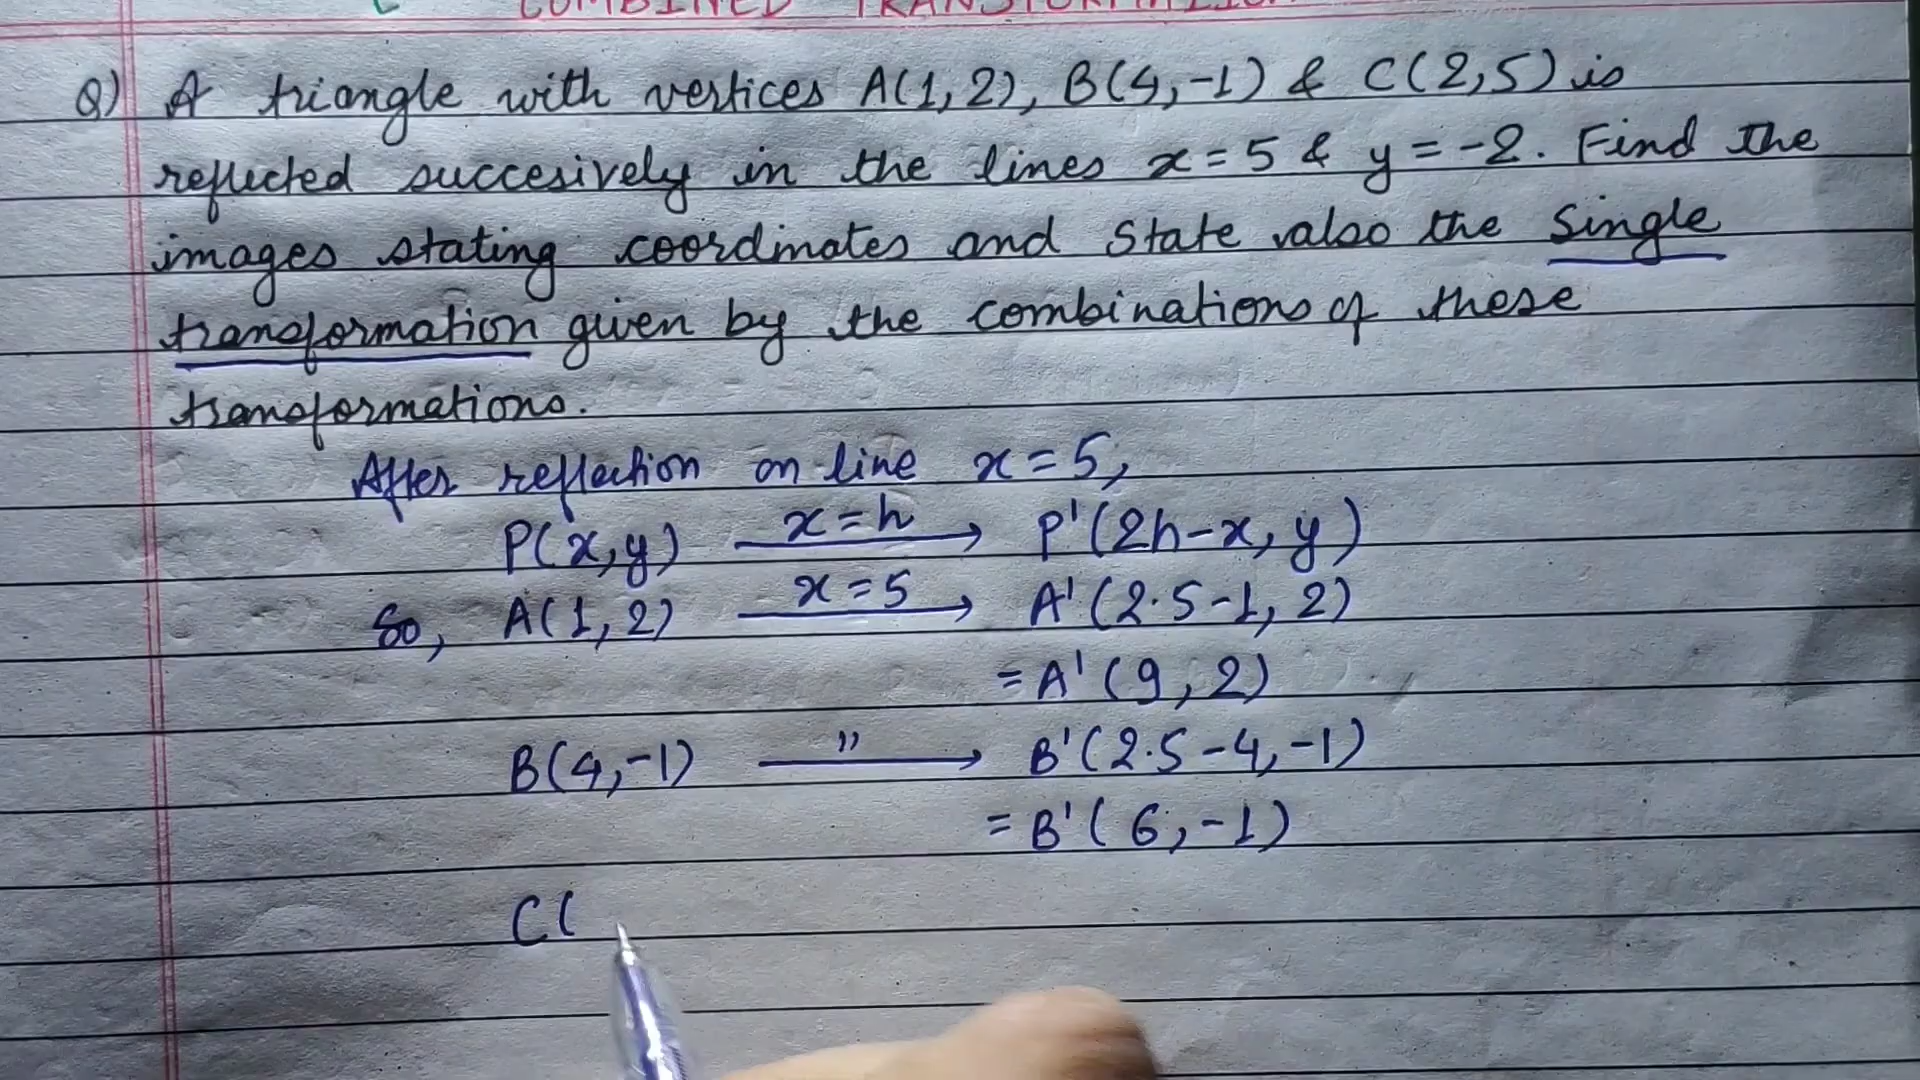 COMBINED TRANSFORMATION
Q) A triangle with vertices A(1,2), B(4,-1) & C(2,5) is
reflected succesively in the lines x=5 & y=-2. Find the
images stating coordinates and state also the single
transformation given by the combinations of these
transformations.
After reflection on line x=5,
P(x,y) x=h → P'(2h-x, y)
So, A(1,2) x=5 → A'(2.5-1, 2)
= A'(9,2)
B(4,-1) " → B'(2.5-4,-1)
= B'(6,-1)
C(